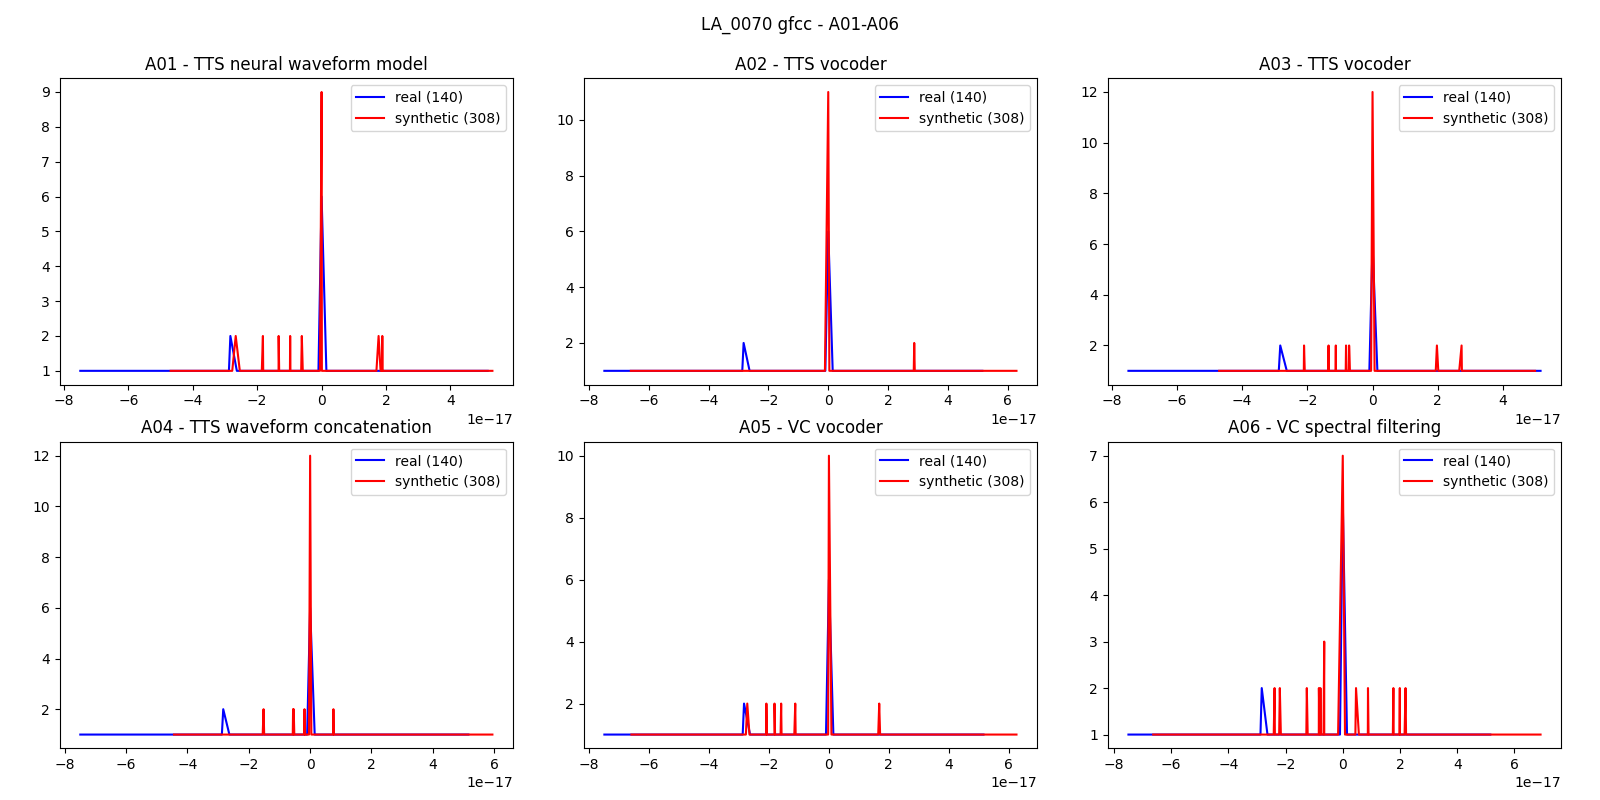 LA_0070 gfcc - A01-A06
A01 - TTS neural waveform model
real (140)
synthetic (308)
9
8
7
6
5
4
3
2
1
−8 −6 −4 −2 0 2 4
1e−17
A02 - TTS vocoder
real (140)
synthetic (308)
10
8
6
4
2
−8 −6 −4 −2 0 2 4 6
1e−17
A03 - TTS vocoder
real (140)
synthetic (308)
12
10
8
6
4
2
−8 −6 −4 −2 0 2 4
1e−17
A04 - TTS waveform concatenation
real (140)
synthetic (308)
12
10
8
6
4
2
−8 −6 −4 −2 0 2 4 6
1e−17
A05 - VC vocoder
real (140)
synthetic (308)
10
8
6
4
2
−8 −6 −4 −2 0 2 4 6
1e−17
A06 - VC spectral filtering
real (140)
synthetic (308)
7
6
5
4
3
2
1
−8 −6 −4 −2 0 2 4 6
1e−17